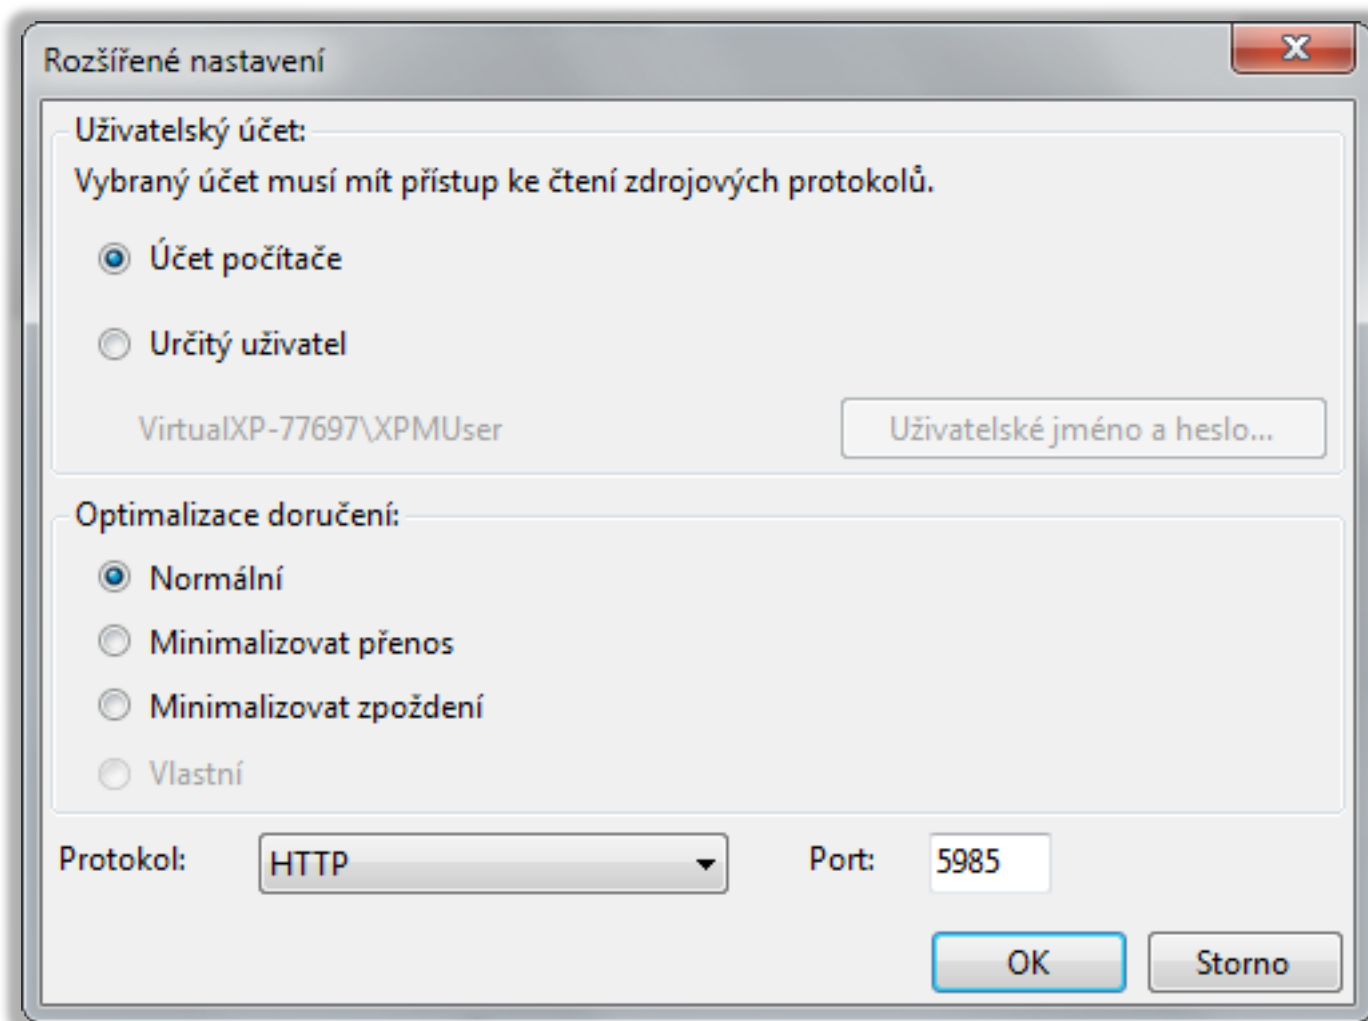 Rozšířené nastavení
Uživatelský účet:
Vybraný účet musí mít přístup ke čtení zdrojových protokolů.
Účet počítače
Určitý uživatel
VirtualXP-77697\XPMUser Uživatelské jméno a heslo...
Optimalizace doručení:
Normální
Minimalizovat přenos
Minimalizovat zpoždení
Vlastní
Protokol: HTTP Port: 5985
OK Storno